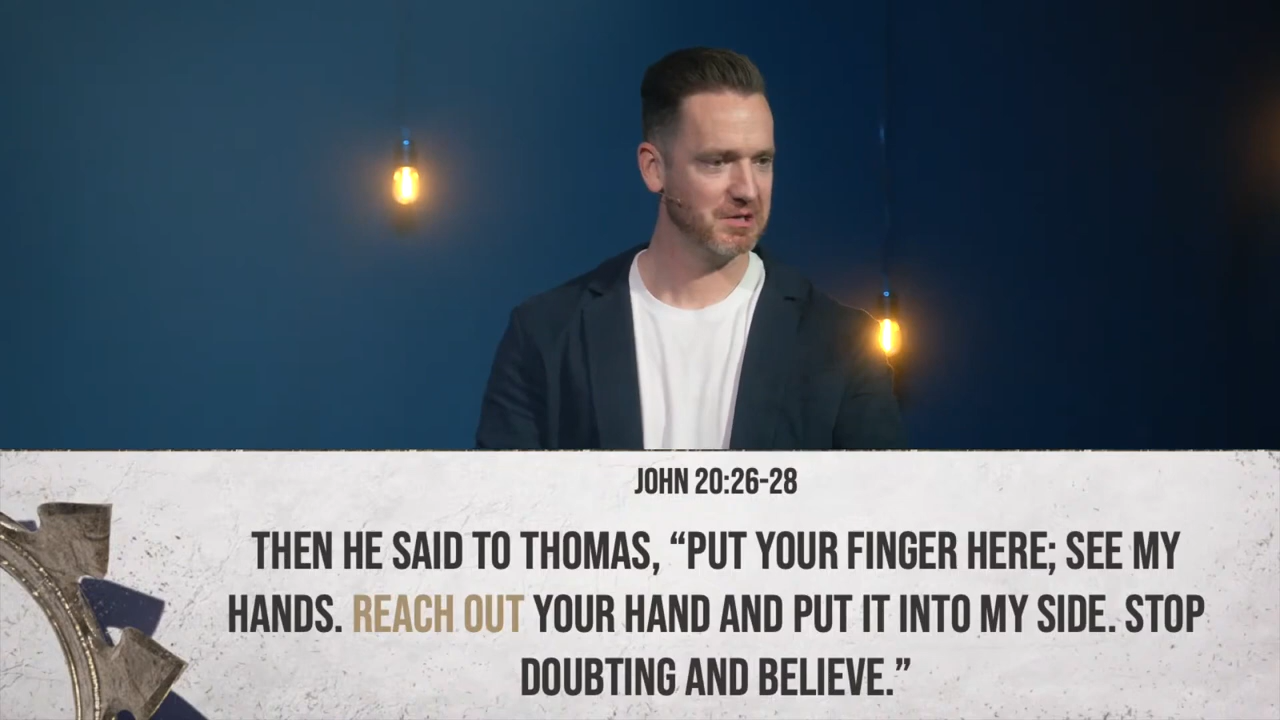 JOHN 20:26-28
THEN HE SAID TO THOMAS, “PUT YOUR FINGER HERE; SEE MY
HANDS. REACH OUT YOUR HAND AND PUT IT INTO MY SIDE. STOP
DOUBTING AND BELIEVE.”